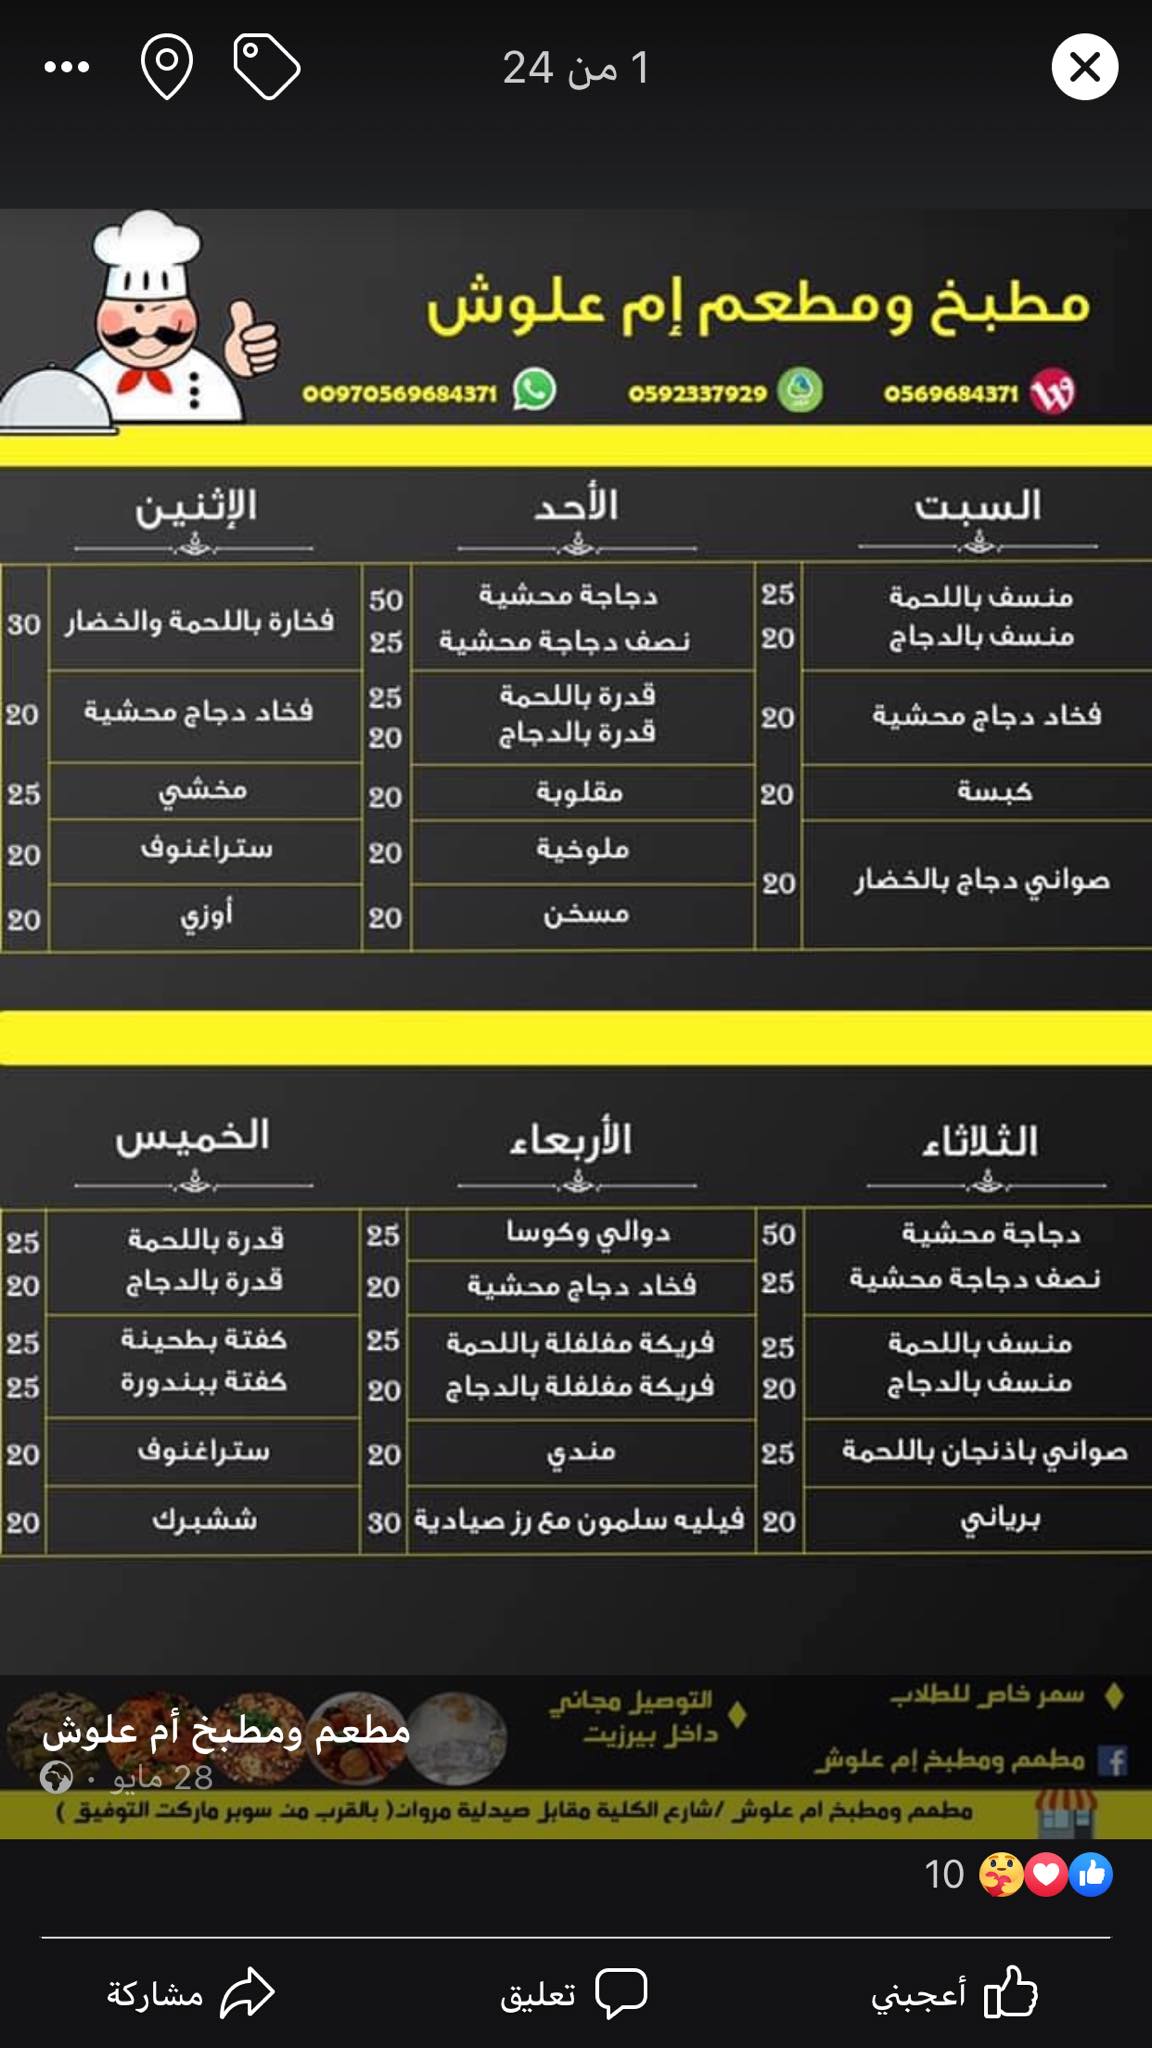 1 من 24
مطبخ ومطعم إم علوش
0569684371
0592337929
00970569684371
السبت
منسف باللحمة 25
منسف بالدجاج 20
فخاد دجاج محشية 20
كبسة 20
صواني دجاج بالخضار 20
الأحد
دجاجة محشية 50
نصف دجاجة محشية 25
قدرة باللحمة 25
قدرة بالدجاج 20
مقلوبة 20
ملوخية 20
مسخن 20
الإثنين
فخارة باللحمة والخضار 30
فخاد دجاج محشية 20
مخشي 25
ستراغنوف 20
أوزي 20
الثلاثاء
دجاجة محشية 50
نصف دجاجة محشية 25
منسف باللحمة 25
منسف بالدجاج 20
صواني باذنجان باللحمة 25
برياني 20
الأربعاء
دوالي وكوسا 25
فخاد دجاج محشية 20
فريكة مفلفلة باللحمة 25
فريكة مفلفلة بالدجاج 20
مندي 20
فيليه سلمون مع رز صيادية 30
الخميس
قدرة باللحمة 25
قدرة بالدجاج 20
كفتة بطحينة 25
كفتة ببندورة 25
ستراغنوف 20
ششبرك 20
سعر خاص للطلاب
مطعم ومطبخ إم علوش
التوصيل مجاني
داخل بيرزيت
مطعم ومطبخ أم علوش
28 مايو
مطعم ومطبخ ام علوش /شارع الكلية مقابل صيدلية مروان( بالقرب من سوبر ماركت التوفيق )
10
أعجبني
تعليق
مشاركة